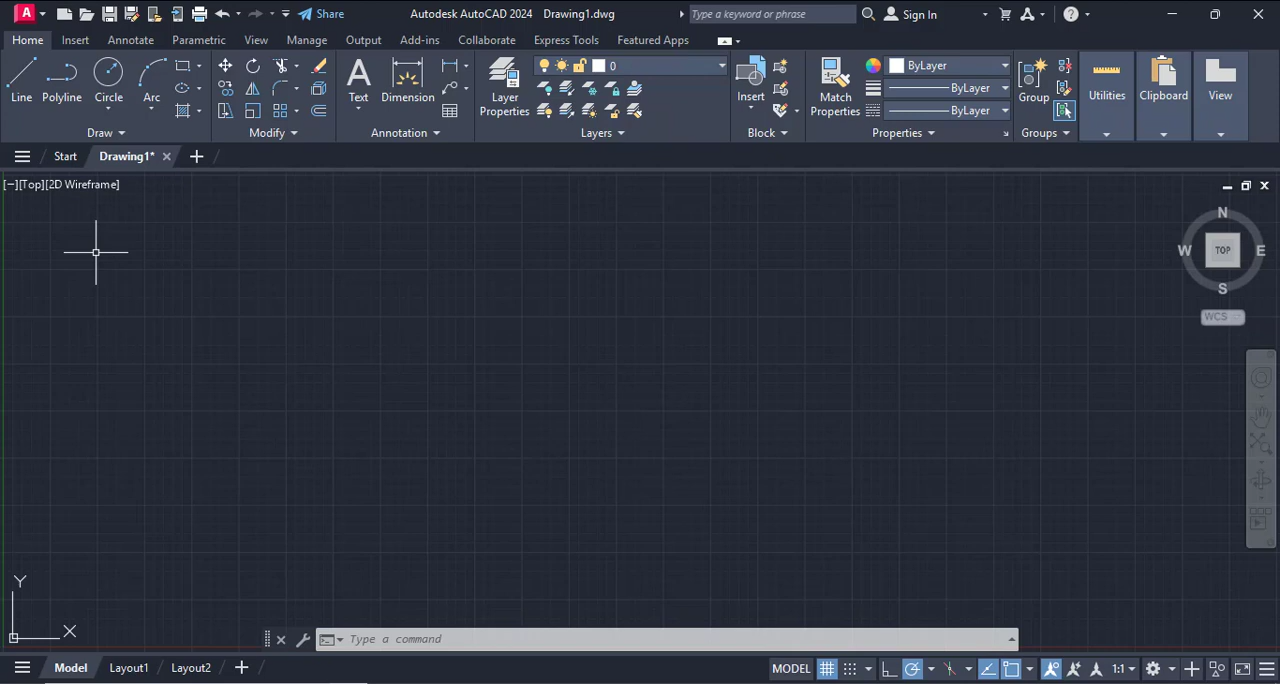 A Share Autodesk AutoCAD 2024 Drawing1.dwg Type a keyword or phrase Sign In
Home Insert Annotate Parametric View Manage Output Add-ins Collaborate Express Tools Featured Apps
Line Polyline Circle Arc
Draw
Modify
Text Dimension
Annotation
Layer
Properties
0
Layers
Insert
Block
Match
Properties
ByLayer
ByLayer
ByLayer
Properties
Group
Groups
Utilities
Clipboard
View
Start Drawing1*
[−][Top][2D Wireframe]
N
W TOP E
S
WCS
Y
X
Type a command
Model Layout1 Layout2 MODEL 1:1